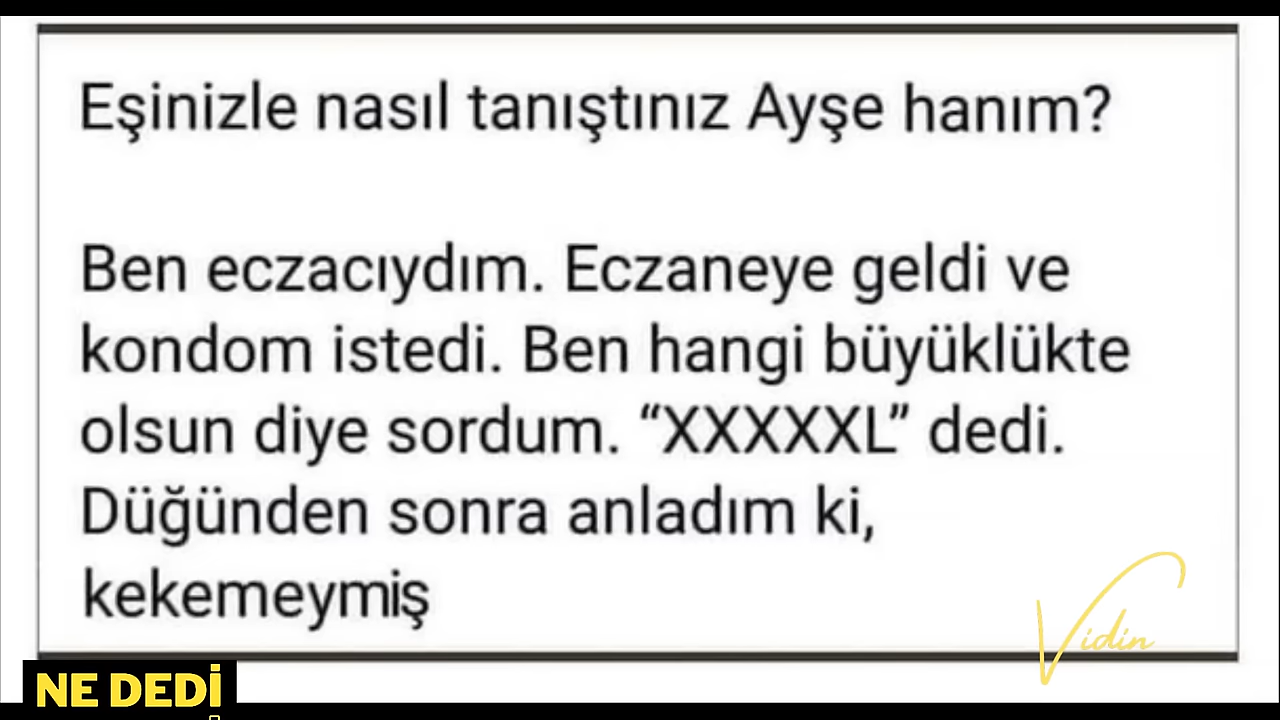 Eşinizle nasıl tanıştınız Ayşe hanım?
Ben eczacıydım. Eczaneye geldi ve
kondom istedi. Ben hangi büyüklükte
olsun diye sordum. “XXXXXL” dedi.
Düğünden sonra anladım ki,
kekemeymiş
Vidin
NE DEDİ